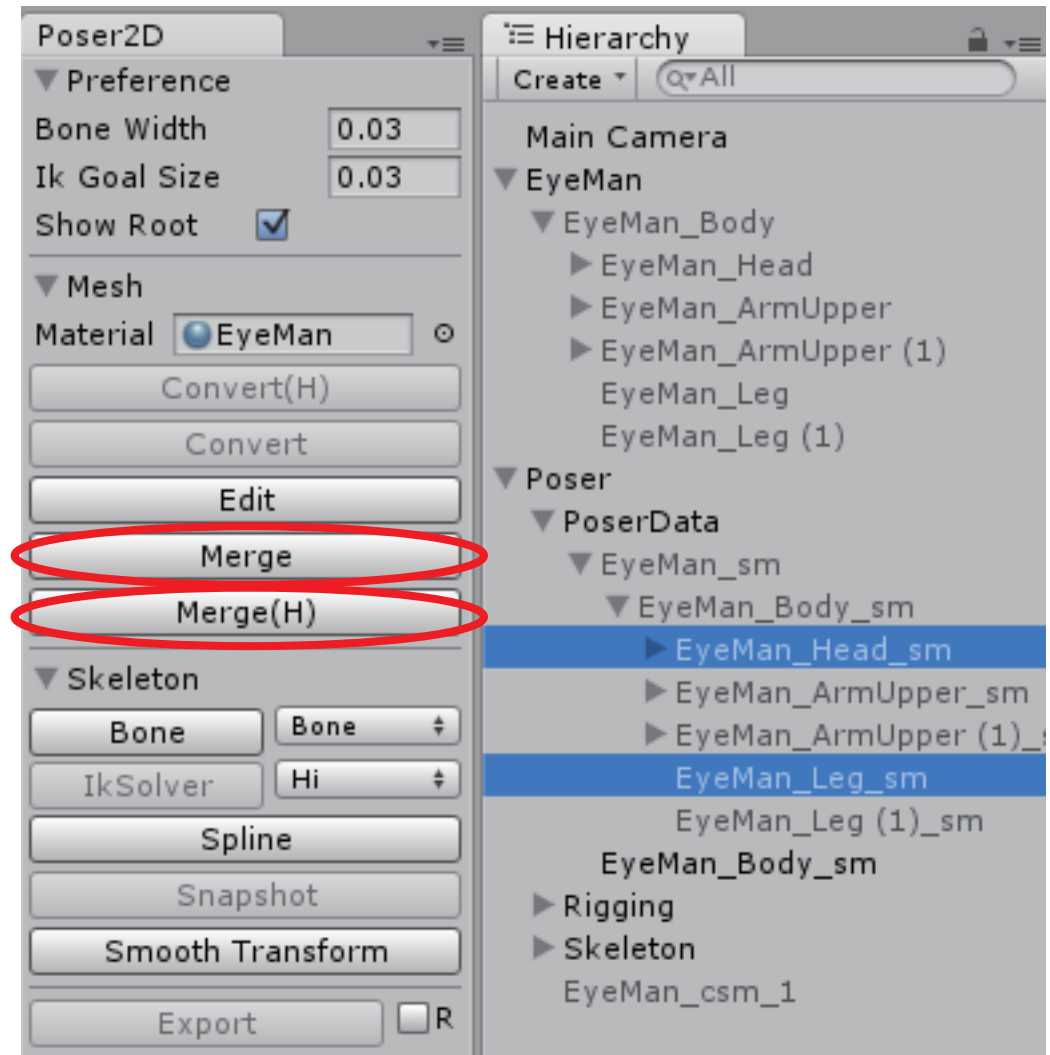 Poser2D
Preference
Bone Width 0.03
Ik Goal Size 0.03
Show Root
Mesh
Material EyeMan
Convert(H)
Convert
Edit
Merge
Merge(H)
Skeleton
Bone Bone
IkSolver Hi
Spline
Snapshot
Smooth Transform
Export R
Hierarchy
Create All
Main Camera
EyeMan
EyeMan_Body
EyeMan_Head
EyeMan_ArmUpper
EyeMan_ArmUpper (1)
EyeMan_Leg
EyeMan_Leg (1)
Poser
PoserData
EyeMan_sm
EyeMan_Body_sm
EyeMan_Head_sm
EyeMan_ArmUpper_sm
EyeMan_ArmUpper (1)_s
EyeMan_Leg_sm
EyeMan_Leg (1)_sm
EyeMan_Body_sm
Rigging
Skeleton
EyeMan_csm_1